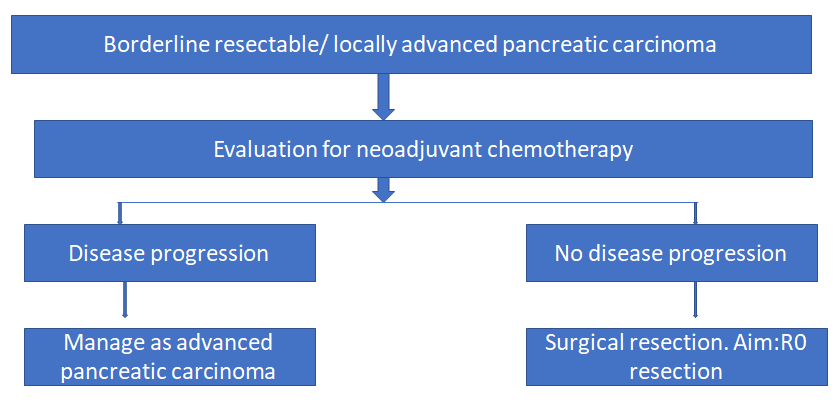 Borderline resectable/ locally advanced pancreatic carcinoma
Evaluation for neoadjuvant chemotherapy
Disease progression
No disease progression
Manage as advanced
pancreatic carcinoma
Surgical resection. Aim:R0
resection